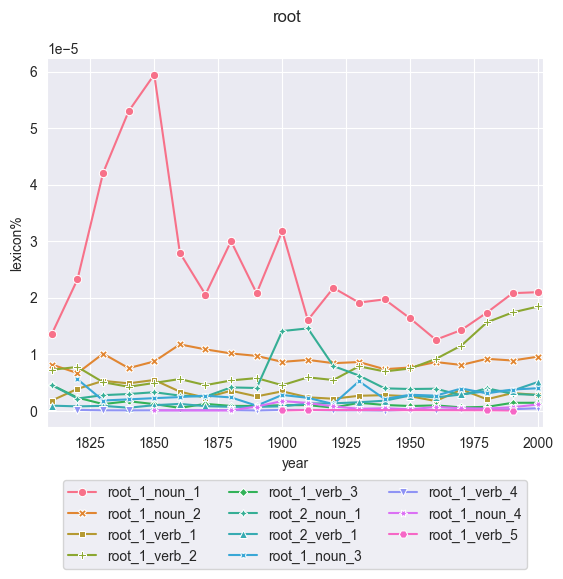 root
1e−5
6
5
4
3
2
1
0
lexicon%
1825 1850 1875 1900 1925 1950 1975 2000
year
root_1_noun_1 root_1_verb_3 root_1_verb_4
root_1_noun_2 root_2_noun_1 root_1_noun_4
root_1_verb_1 root_2_verb_1 root_1_verb_5
root_1_verb_2 root_1_noun_3